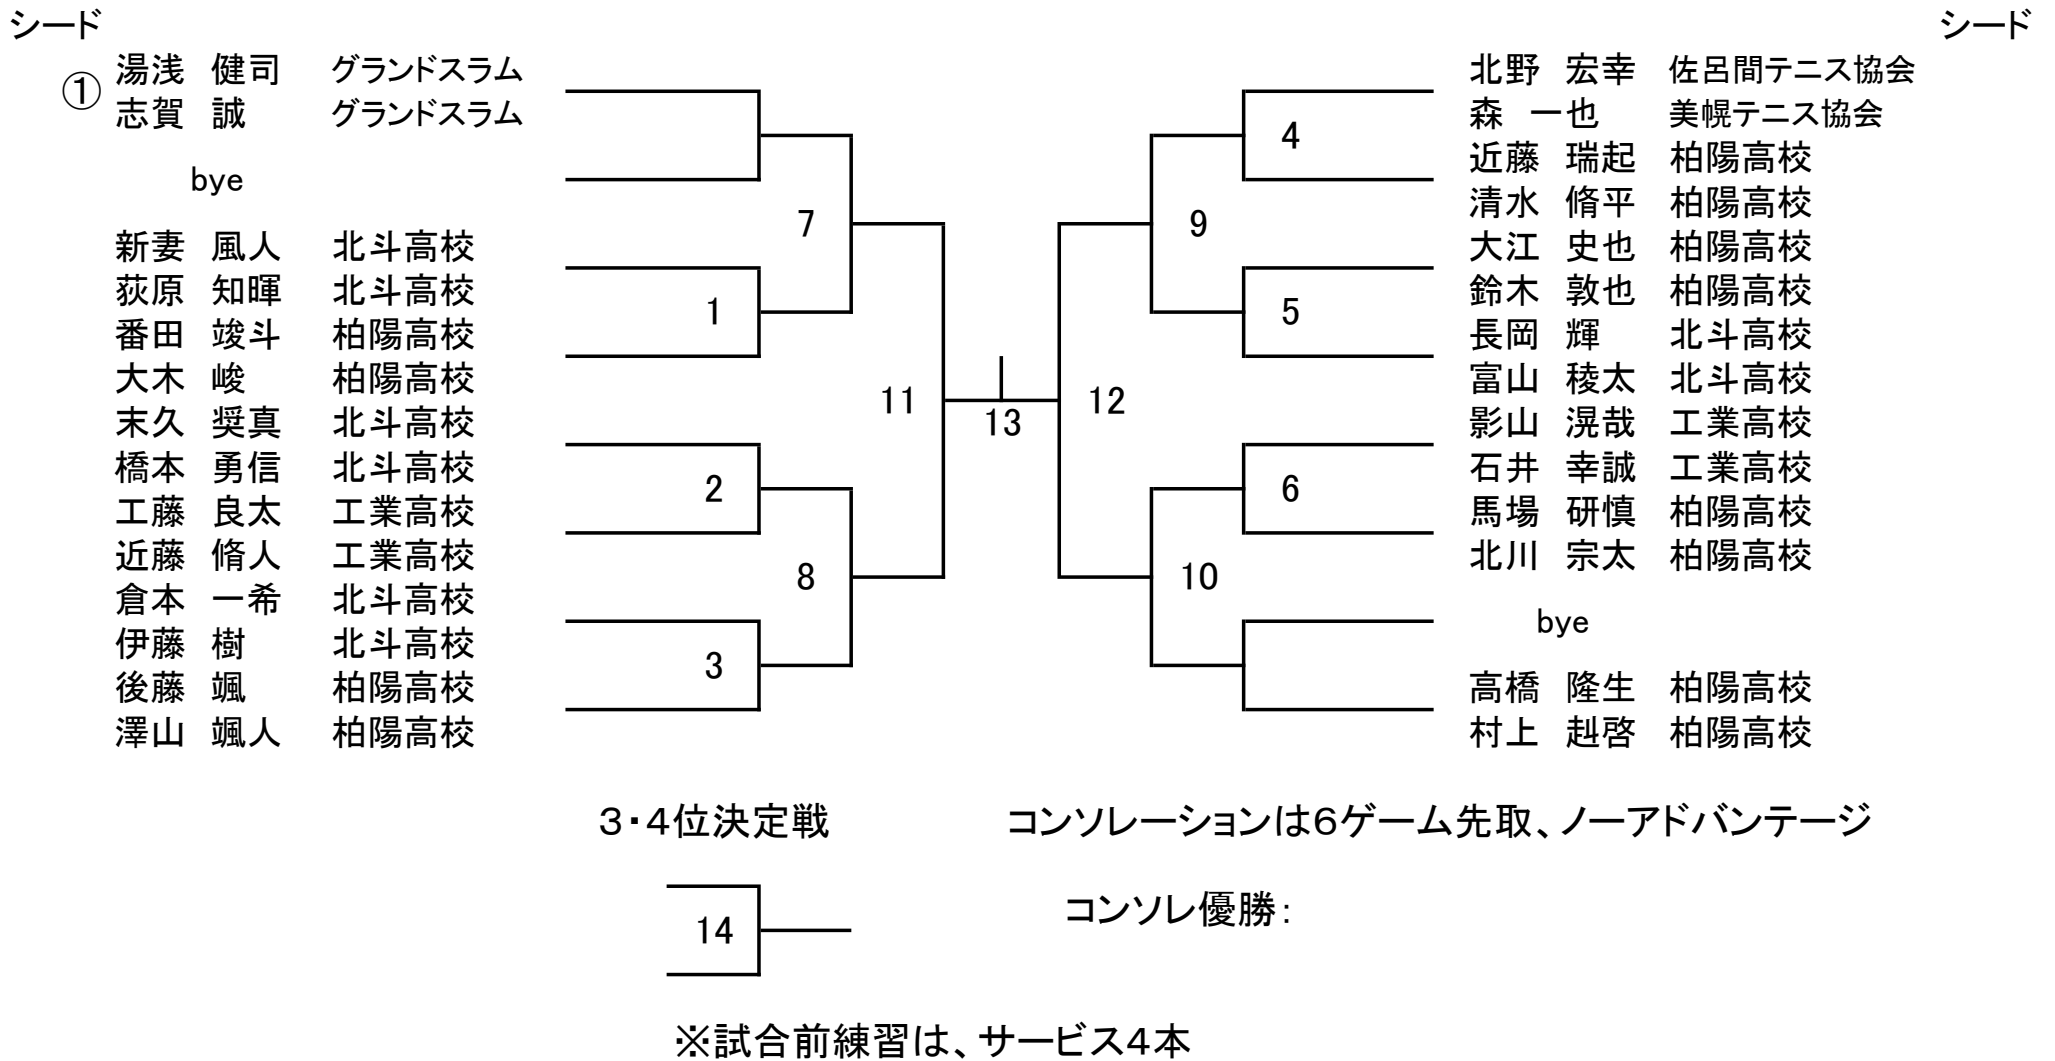 シード
① 湯浅 健司 グランドスラム
志賀 誠 グランドスラム
bye
新妻 風人 北斗高校
荻原 知暉 北斗高校
番田 竣斗 柏陽高校
大木 峻 柏陽高校
末久 奨真 北斗高校
橋本 勇信 北斗高校
工藤 良太 工業高校
近藤 脩人 工業高校
倉本 一希 北斗高校
伊藤 樹 北斗高校
後藤 颯 柏陽高校
澤山 颯人 柏陽高校
7
1
11
2
8
3
13
シード
北野 宏幸 佐呂間テニス協会
森 一也 美幌テニス協会
近藤 瑞起 柏陽高校
清水 脩平 柏陽高校
大江 史也 柏陽高校
鈴木 敦也 柏陽高校
長岡 輝 北斗高校
富山 稜太 北斗高校
影山 滉哉 工業高校
石井 幸誠 工業高校
馬場 研慎 柏陽高校
北川 宗太 柏陽高校
bye
高橋 隆生 柏陽高校
村上 赳啓 柏陽高校
4
9
5
12
6
10
3・4位決定戦
14
コンソレーションは6ゲーム先取、ノーアドバンテージ
コンソレ優勝:
※試合前練習は、サービス4本